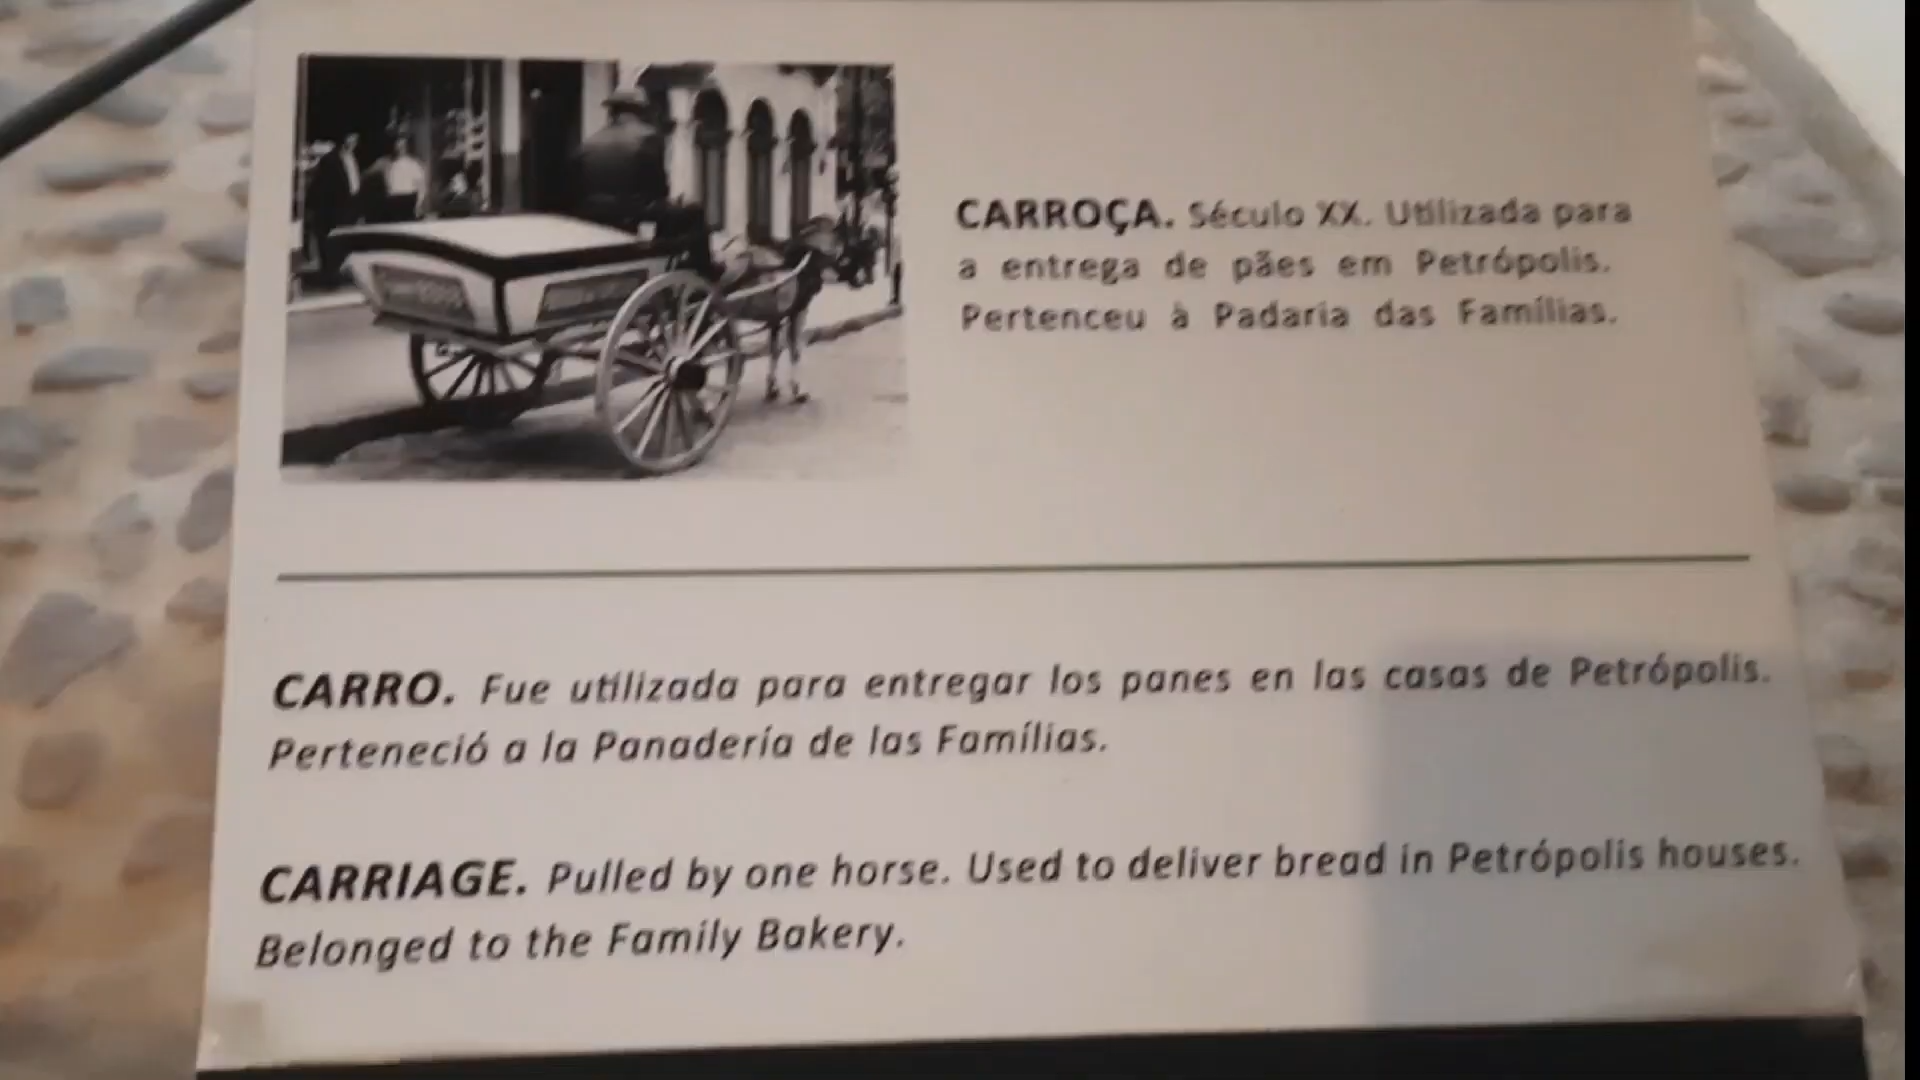 CARROÇA. Século XX. Utilizada para
a entrega de pães em Petrópolis.
Pertenceu à Padaria das Famílias.
CARRO. Fue utilizada para entregar los panes en las casas de Petrópolis.
Perteneció a la Panadería de las Famílias.
CARRIAGE. Pulled by one horse. Used to deliver bread in Petrópolis houses.
Belonged to the Family Bakery.